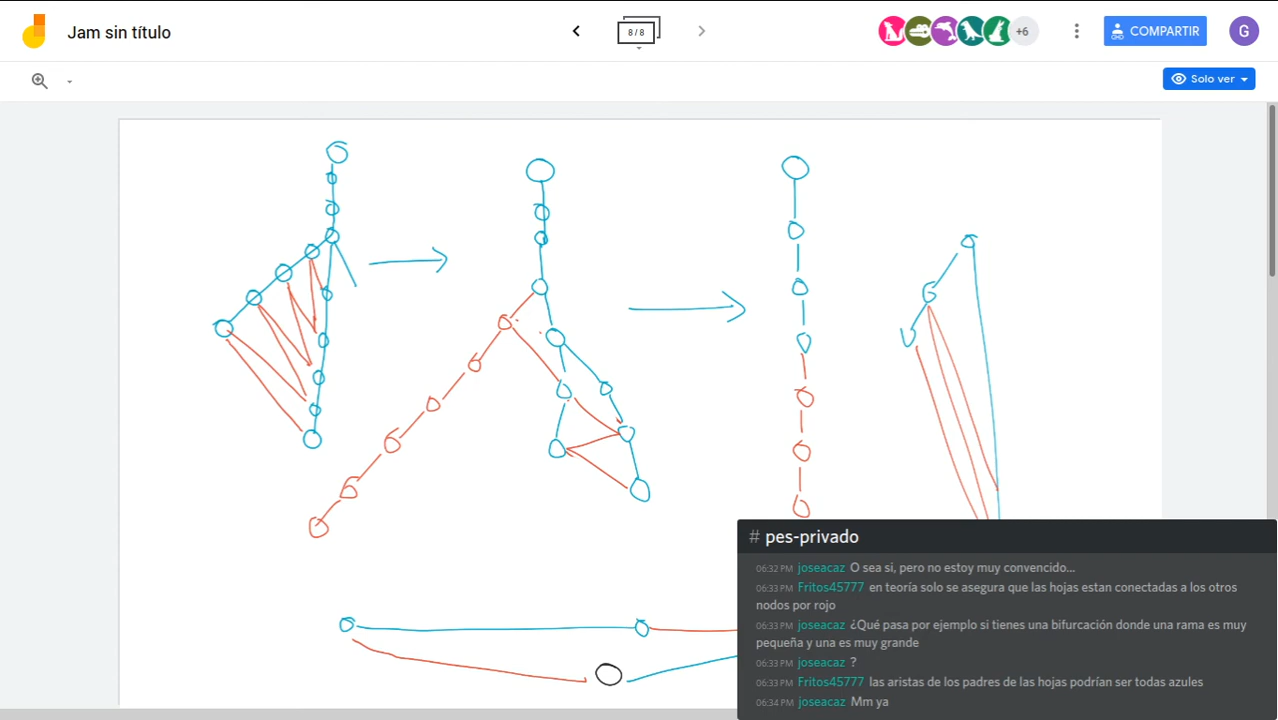 Jam sin título
8/8
+6
COMPARTIR
G
Solo ver
# pes-privado
06:32 PM joseacaz O sea si, pero no estoy muy convencido...
06:33 PM Fritos45777 en teoría solo se asegura que las hojas estan conectadas a los otros
nodos por rojo
06:33 PM joseacaz ¿Qué pasa por ejemplo si tienes una bifurcación donde una rama es muy
pequeña y una es muy grande
06:33 PM joseacaz ?
06:33 PM Fritos45777 las aristas de los padres de las hojas podrían ser todas azules
06:34 PM joseacaz Mm ya